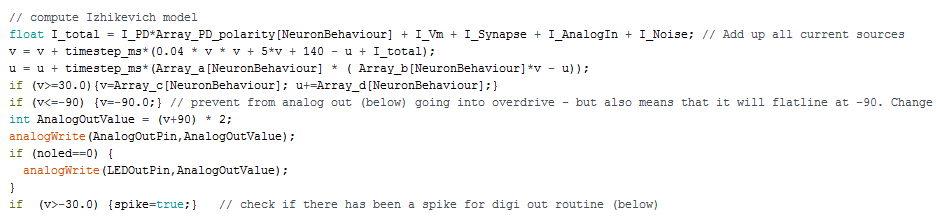 // compute Izhikevich model
float I_total = I_PD*Array_PD_polarity[NeuronBehaviour] + I_Vm + I_Synapse + I_AnalogIn + I_Noise; // Add up all current sources
v = v + timestep_ms*(0.04 * v * v + 5*v + 140 - u + I_total);
u = u + timestep_ms*(Array_a[NeuronBehaviour] * ( Array_b[NeuronBehaviour]*v - u));
if (v>=30.0){v=Array_c[NeuronBehaviour]; u+=Array_d[NeuronBehaviour];}
if (v<=-90) {v=-90.0;} // prevent from analog out (below) going into overdrive - but also means that it will flatline at -90. Change
int AnalogOutValue = (v+90) * 2;
analogWrite(AnalogOutPin,AnalogOutValue);
if (noled==0) {
  analogWrite(LEDOutPin,AnalogOutValue);
}
if  (v>-30.0) {spike=true;}   // check if there has been a spike for digi out routine (below)